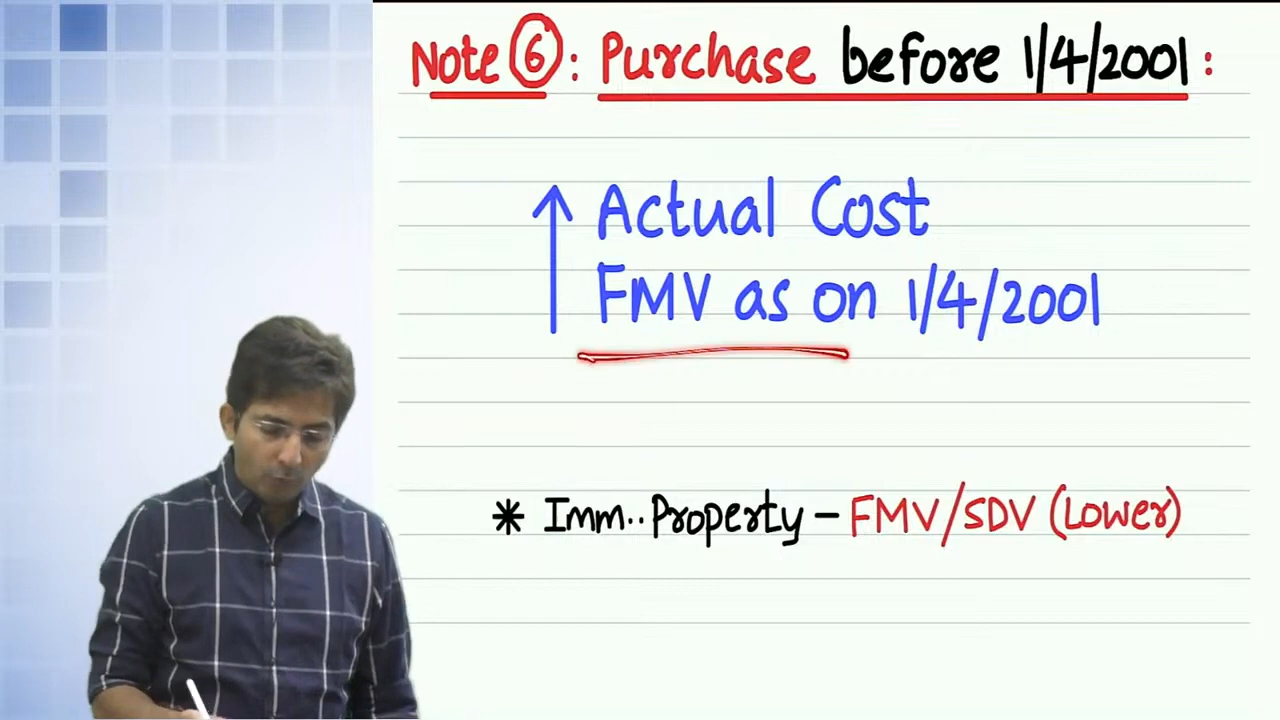 Note 6 : Purchase before 1/4/2001 :
↑ Actual Cost
FMV as on 1/4/2001
* Imm.. Property - FMV/SDV (Lower)